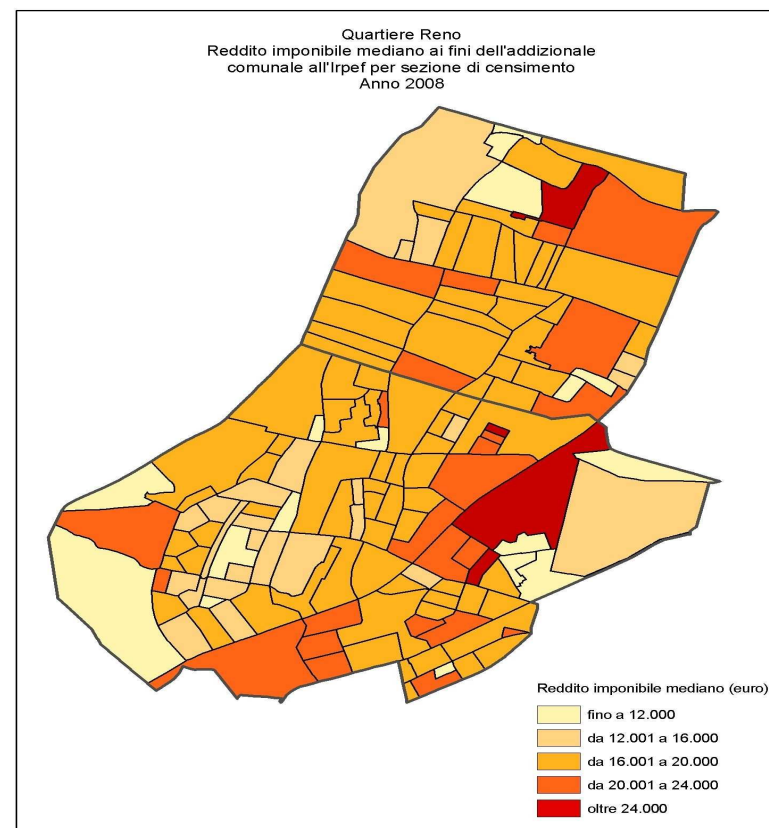 Quartiere Reno
Reddito imponibile mediano ai fini dell'addizionale
comunale all'Irpef per sezione di censimento
Anno 2008
Reddito imponibile mediano (euro)
fino a 12.000
da 12.001 a 16.000
da 16.001 a 20.000
da 20.001 a 24.000
oltre 24.000